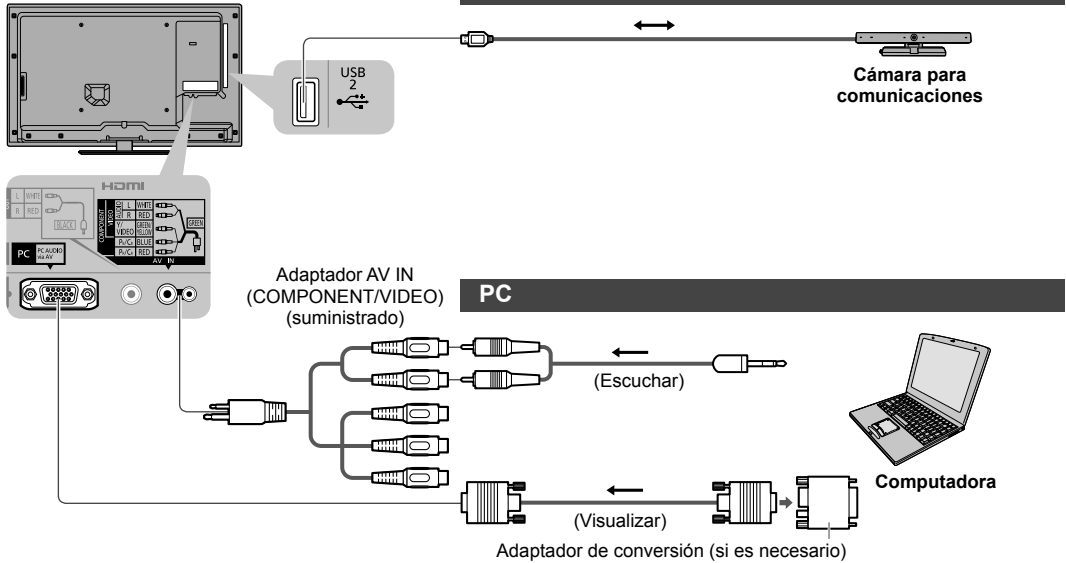 USB
2
Cámara para
comunicaciones
HDMI
L WHITE
R RED
BLACK
COMPONENT
VIDEO
AUDIO
L WHITE
R RED
Y/
VIDEO
GREEN/
YELLOW
PB/CB BLUE
PR/CR RED
GREEN
PC
PC AUDIO
via AV
AV IN
Adaptador AV IN
(COMPONENT/VIDEO)
(suministrado)
PC
(Escuchar)
Computadora
(Visualizar)
Adaptador de conversión (si es necesario)